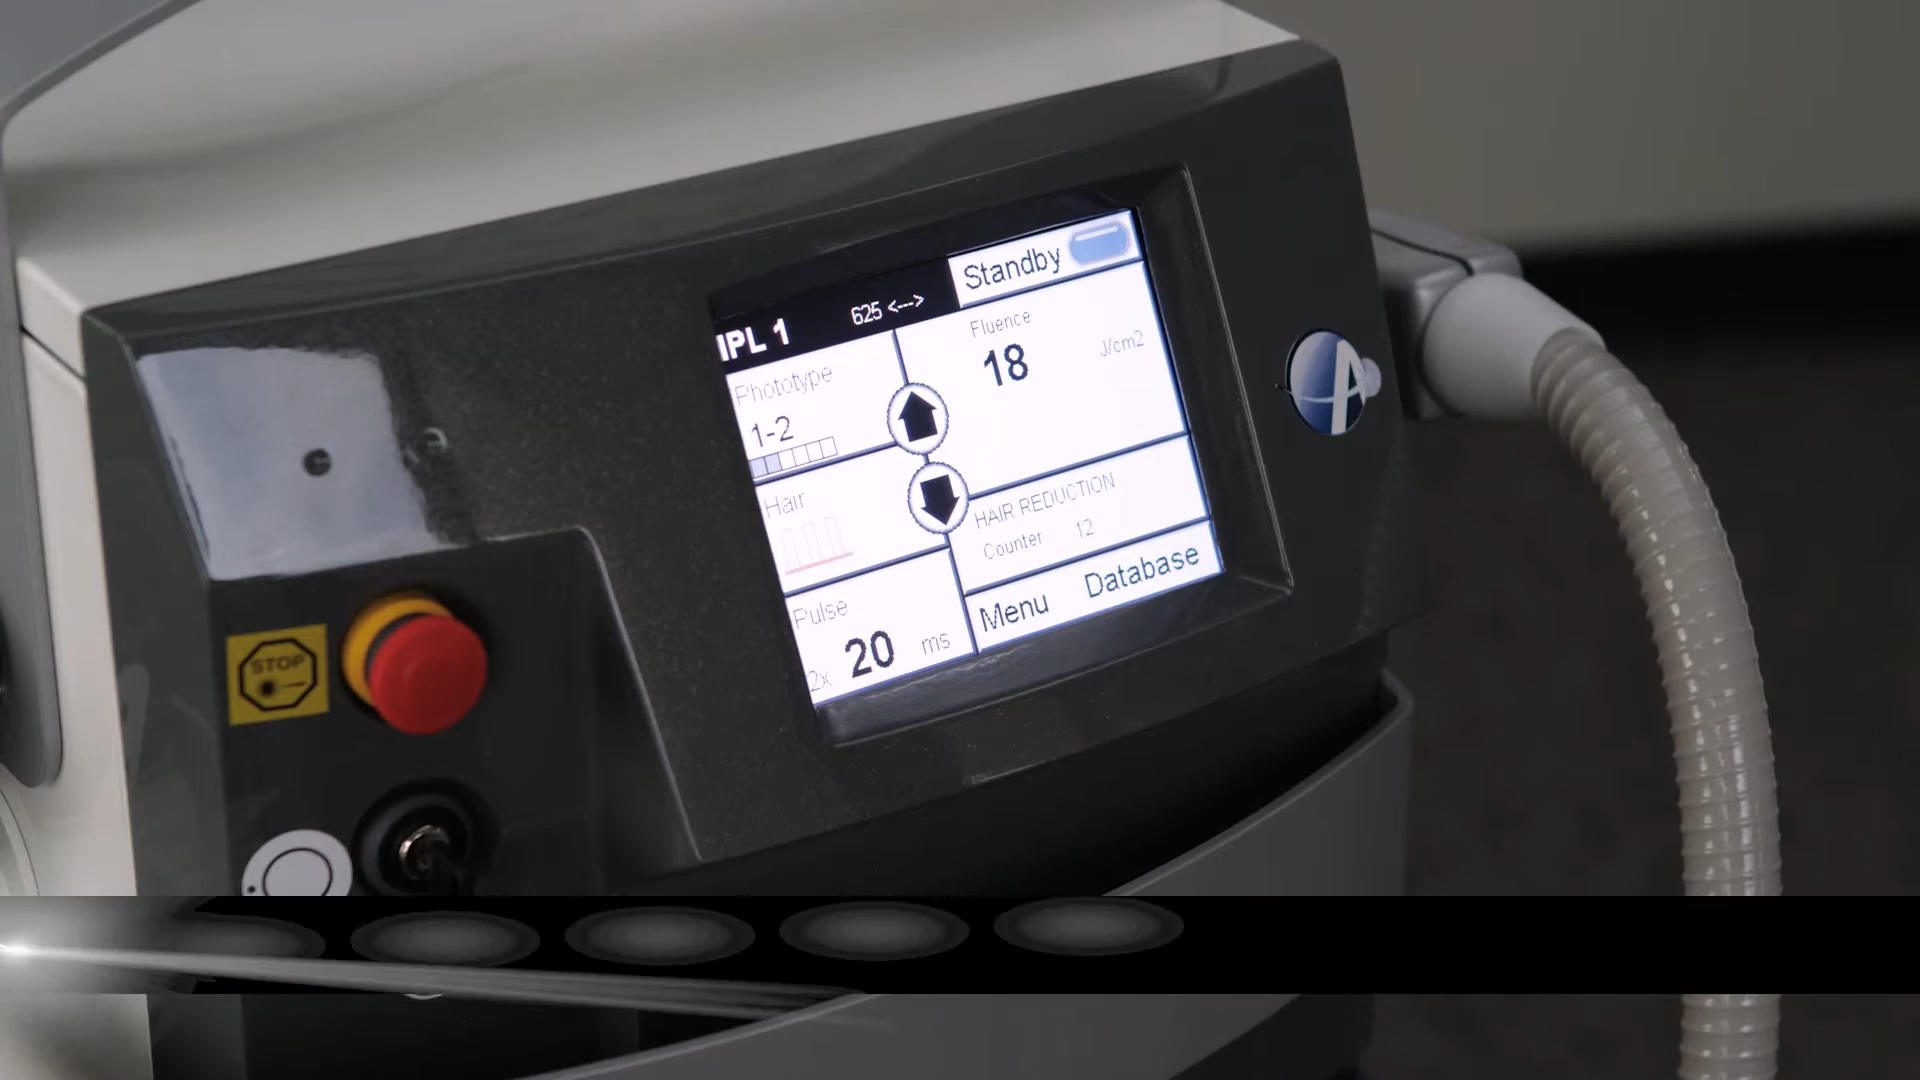 IPL 1
625 <--->
Standby
Phototype
1-2
Fluence
18
J/cm2
Hair
HAIR REDUCTION
Counter 12
Pulse
2x 20 ms
Menu
Database
STOP
A